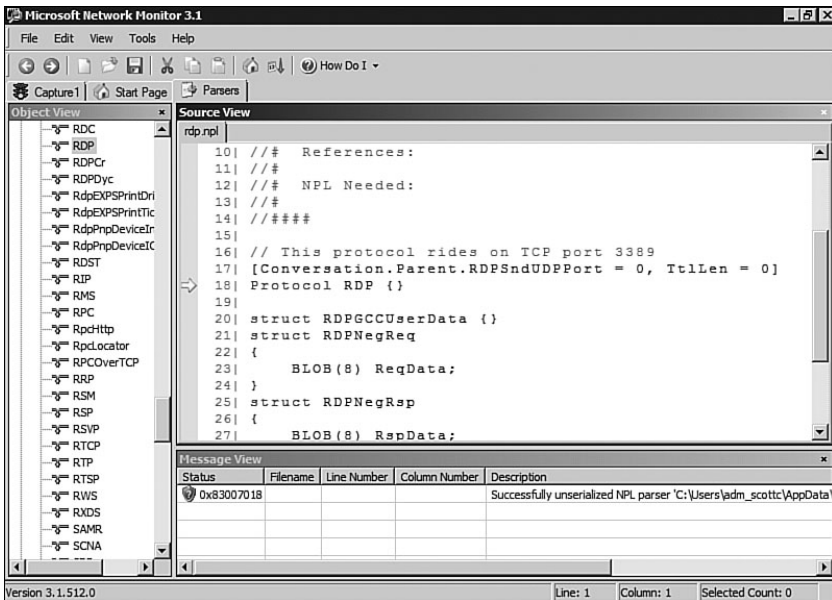 Microsoft Network Monitor 3.1
File Edit View Tools Help
How Do I
Capture1 Start Page Parsers
Object View
RDC
RDP
RDPCr
RDPDyc
RdpEXPSPrintDri
RdpEXPSPrintTic
RdpPnpDeviceIr
RdpPnpDeviceIC
RDST
RIP
RMS
RPC
RpcHttp
RpcLocator
RPCOverTCP
RRP
RSM
RSP
RSVP
RTCP
RTP
RTSP
RWS
RXDS
SAMR
SCNA
Source View
rdp.npl
10| //#  References:
11| //#
12| //#  NPL Needed:
13| //#
14| //####
15|
16| // This protocol rides on TCP port 3389
17| [Conversation.Parent.RDPSndUDPPort = 0, TtlLen = 0]
18| Protocol RDP {}
19|
20| struct RDPGCCUserData {}
21| struct RDPNegReq
22| {
23|     BLOB(8) ReqData;
24| }
25| struct RDPNegRsp
26| {
27|     BLOB(8) RspData;
Message View
Status Filename Line Number Column Number Description
0x83007018 Successfully unserialized NPL parser 'C:\Users\adm_scottc\AppData\
Version 3.1.512.0 Line: 1 Column: 1 Selected Count: 0